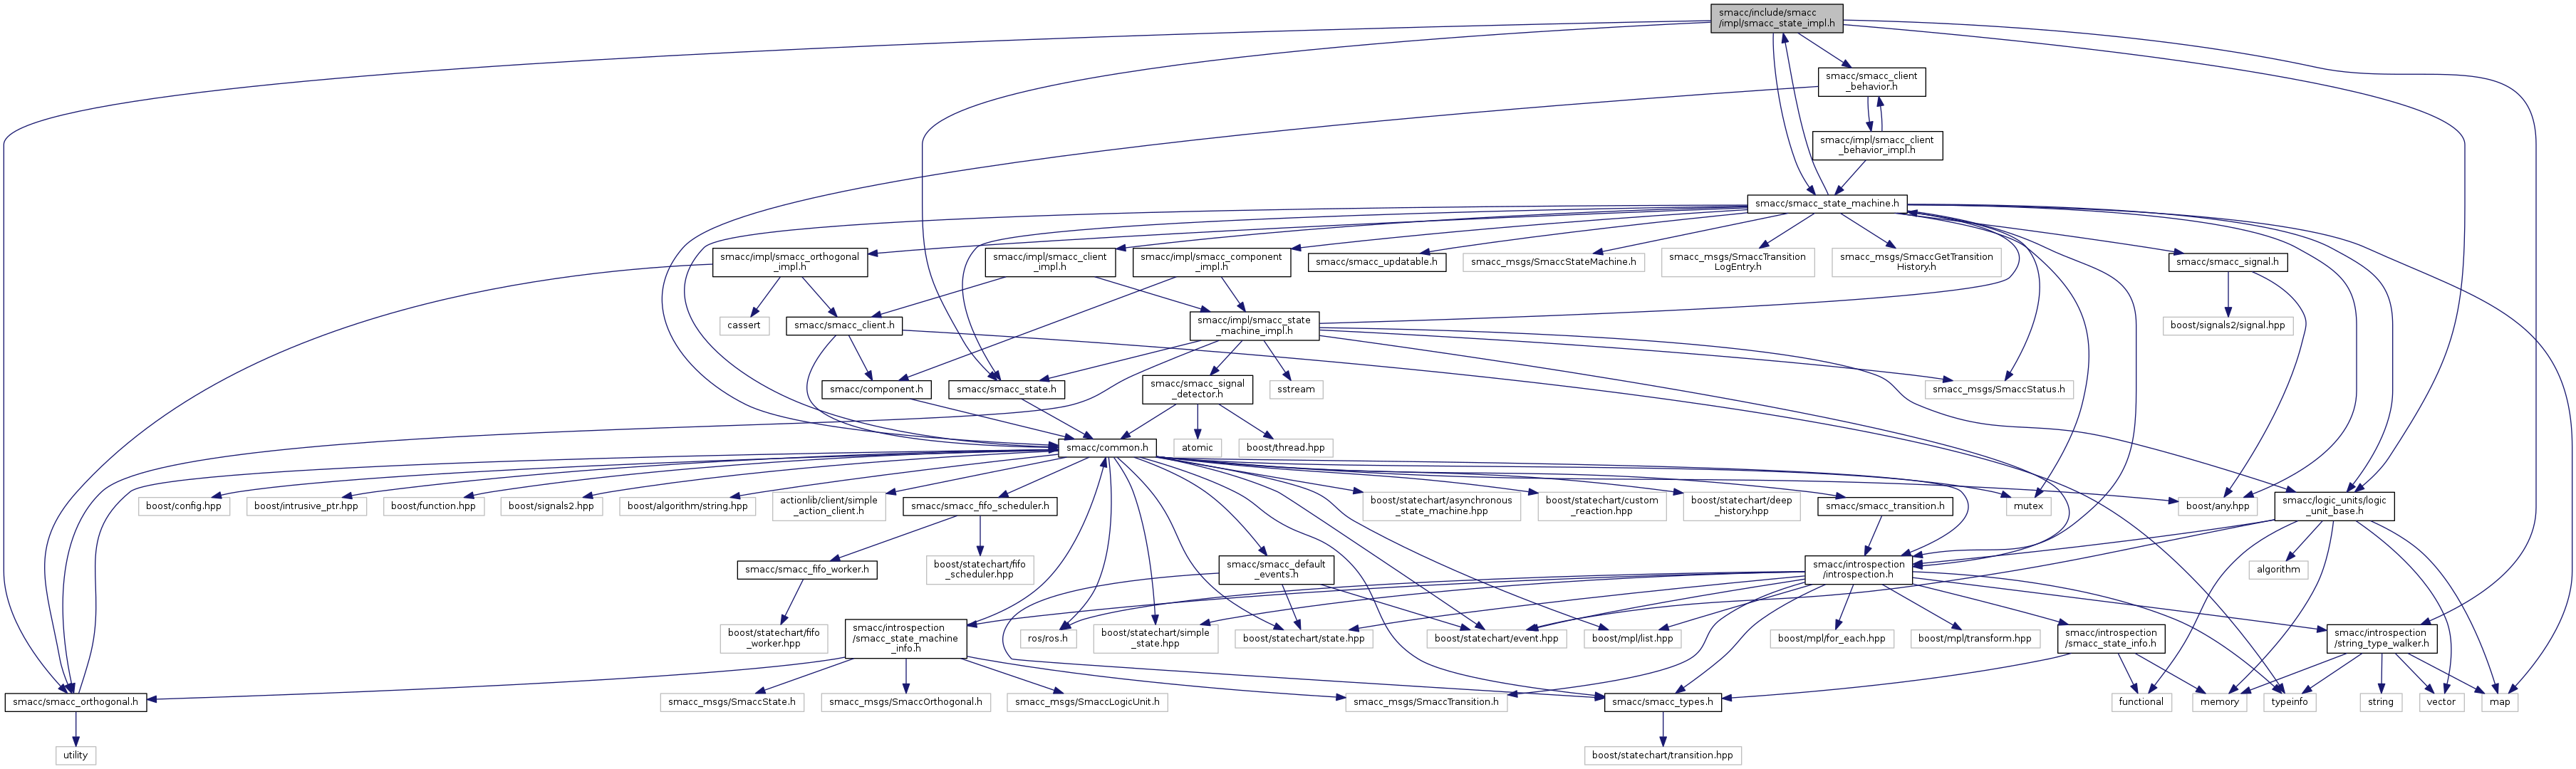 smacc/include/smacc
/impl/smacc_state_impl.h
smacc/smacc_client
_behavior.h
smacc/impl/smacc_client
_behavior_impl.h
smacc/smacc_state_machine.h
smacc/impl/smacc_orthogonal
_impl.h
smacc/impl/smacc_client
_impl.h
smacc/impl/smacc_component
_impl.h
smacc/smacc_updatable.h
smacc_msgs/SmaccStateMachine.h
smacc_msgs/SmaccTransition
LogEntry.h
smacc_msgs/SmaccGetTransition
History.h
smacc/smacc_signal.h
cassert
smacc/smacc_client.h
smacc/impl/smacc_state
_machine_impl.h
boost/signals2/signal.hpp
smacc/component.h
smacc/smacc_state.h
smacc/smacc_signal
_detector.h
sstream
smacc_msgs/SmaccStatus.h
smacc/common.h
atomic
boost/thread.hpp
boost/config.hpp
boost/intrusive_ptr.hpp
boost/function.hpp
boost/signals2.hpp
boost/algorithm/string.hpp
actionlib/client/simple
_action_client.h
smacc/smacc_fifo_scheduler.h
boost/statechart/asynchronous
_state_machine.hpp
boost/statechart/custom
_reaction.hpp
boost/statechart/deep
_history.hpp
smacc/smacc_transition.h
mutex
boost/any.hpp
smacc/logic_units/logic
_unit_base.h
smacc/smacc_fifo_worker.h
boost/statechart/fifo
_scheduler.hpp
smacc/smacc_default
_events.h
smacc/introspection
/introspection.h
algorithm
boost/statechart/fifo
_worker.hpp
smacc/introspection
/smacc_state_machine
_info.h
ros/ros.h
boost/statechart/simple
_state.hpp
boost/statechart/state.hpp
boost/statechart/event.hpp
boost/mpl/list.hpp
boost/mpl/for_each.hpp
boost/mpl/transform.hpp
smacc/introspection
/smacc_state_info.h
smacc/introspection
/string_type_walker.h
smacc/smacc_orthogonal.h
smacc_msgs/SmaccState.h
smacc_msgs/SmaccOrthogonal.h
smacc_msgs/SmaccLogicUnit.h
smacc_msgs/SmaccTransition.h
smacc/smacc_types.h
functional
memory
typeinfo
string
vector
map
utility
boost/statechart/transition.hpp